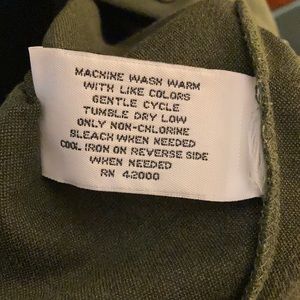 MACHINE WASH WARM
WITH LIKE COLORS
GENTLE CYCLE
TUMBLE DRY LOW
ONLY NON-CHLORINE
BLEACH WHEN NEEDED
COOL IRON ON REVERSE SIDE
WHEN NEEDED
RN 42000